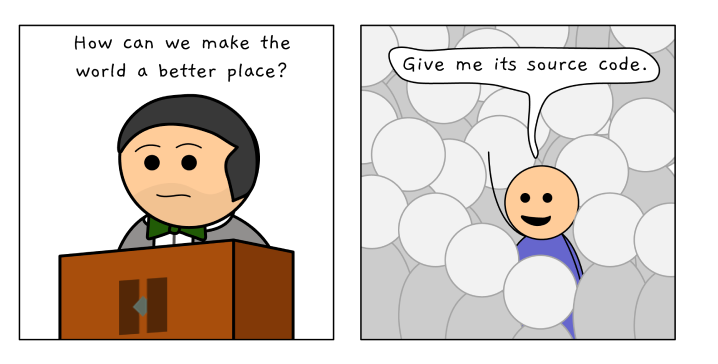 How can we make the
world a better place?
Give me its source code.